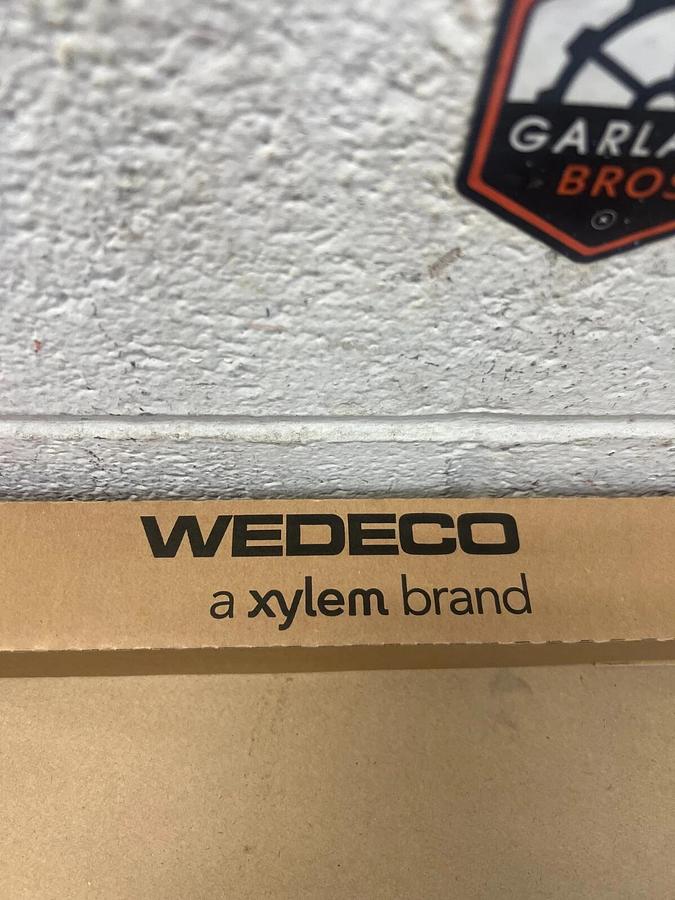 GARLA
BROS
WEDECO
a xylem brand